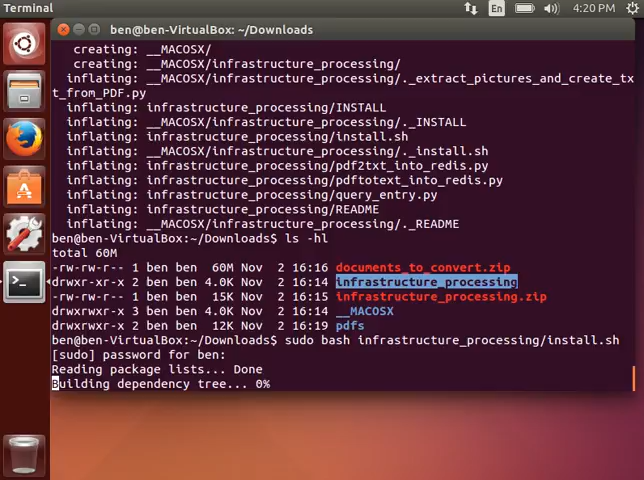 Terminal
En
4:20 PM
ben@ben-VirtualBox: ~/Downloads
creating: __MACOSX/
creating: __MACOSX/infrastructure_processing/
inflating: __MACOSX/infrastructure_processing/._extract_pictures_and_create_tx
t_from_PDF.py
inflating: infrastructure_processing/INSTALL
inflating: __MACOSX/infrastructure_processing/._INSTALL
inflating: infrastructure_processing/install.sh
inflating: __MACOSX/infrastructure_processing/._install.sh
inflating: infrastructure_processing/pdf2txt_into_redis.py
inflating: infrastructure_processing/pdftotext_into_redis.py
inflating: infrastructure_processing/query_entry.py
inflating: infrastructure_processing/README
inflating: __MACOSX/infrastructure_processing/._README
ben@ben-VirtualBox:~/Downloads$ ls -hl
total 60M
-rw-rw-r-- 1 ben ben 60M Nov 2 16:16 documents_to_convert.zip
drwxr-xr-x 2 ben ben 4.0K Nov 2 16:14 infrastructure_processing
-rw-rw-r-- 1 ben ben 15K Nov 2 16:15 infrastructure_processing.zip
drwxrwxr-x 3 ben ben 4.0K Nov 2 16:14 __MACOSX
drwxrwxr-x 2 ben ben 12K Nov 2 16:19 pdfs
ben@ben-VirtualBox:~/Downloads$ sudo bash infrastructure_processing/install.sh
[sudo] password for ben:
Reading package lists... Done
Building dependency tree... 0%